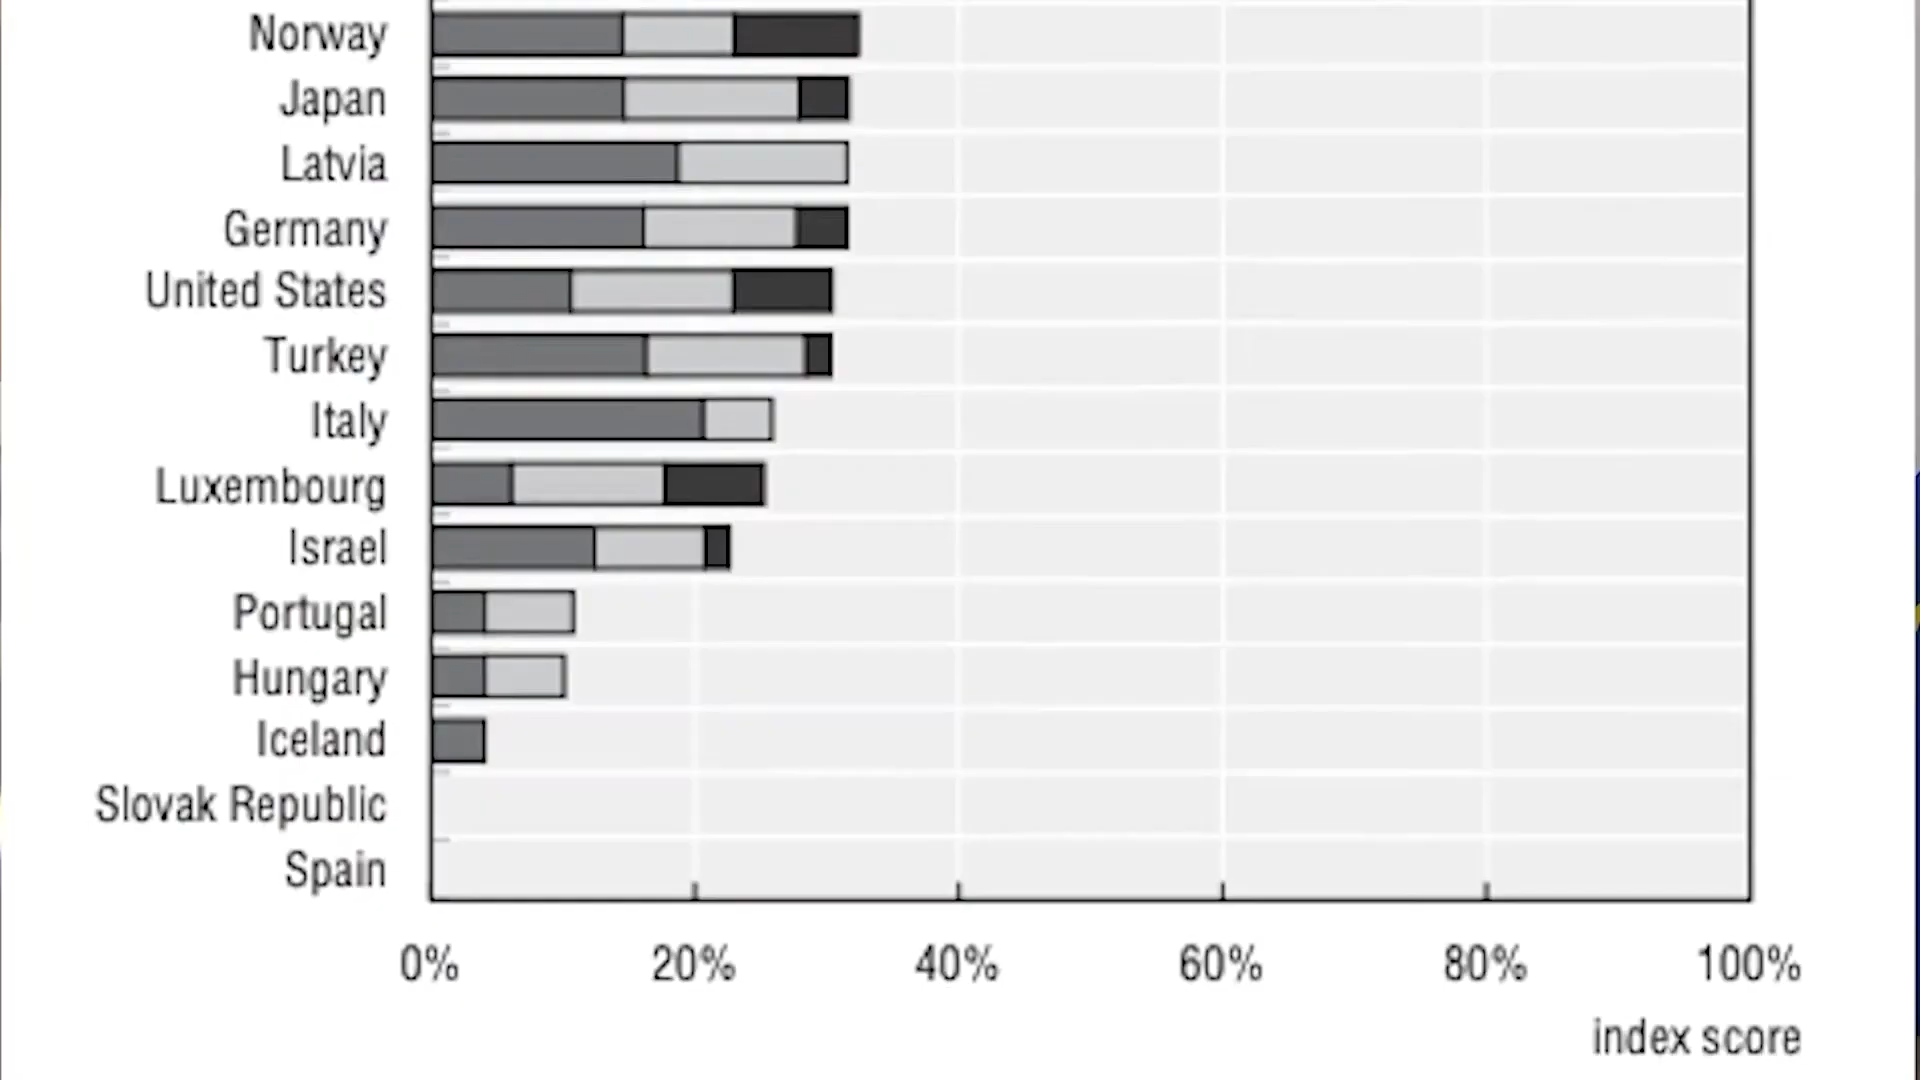 Norway
Japan
Latvia
Germany
United States
Turkey
Italy
Luxembourg
Israel
Portugal
Hungary
Iceland
Slovak Republic
Spain
0% 20% 40% 60% 80% 100%
index score